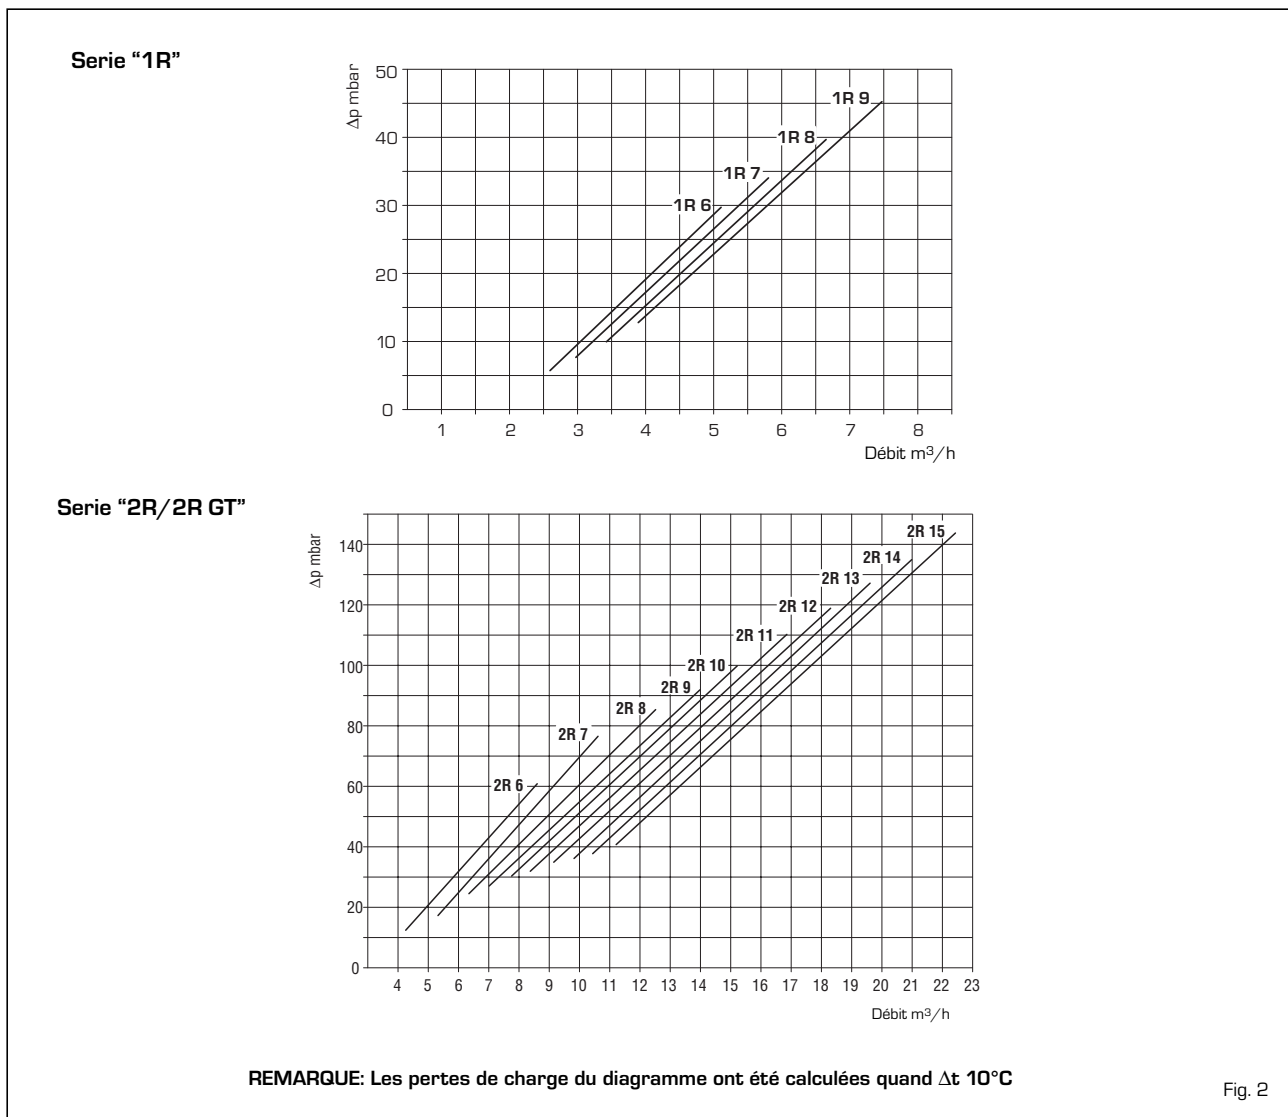 Serie “1R”
Δp mbar
50
40
30
20
10
0
1R 9
1R 8
1R 7
1R 6
1 2 3 4 5 6 7 8
Débit m³/h
Serie “2R/2R GT”
Δp mbar
140
120
100
80
60
40
20
0
2R 15
2R 14
2R 13
2R 12
2R 11
2R 10
2R 9
2R 8
2R 7
2R 6
4 5 6 7 8 9 10 11 12 13 14 15 16 17 18 19 20 21 22 23
Débit m³/h
REMARQUE: Les pertes de charge du diagramme ont été calculées quand Δt 10°C
Fig. 2